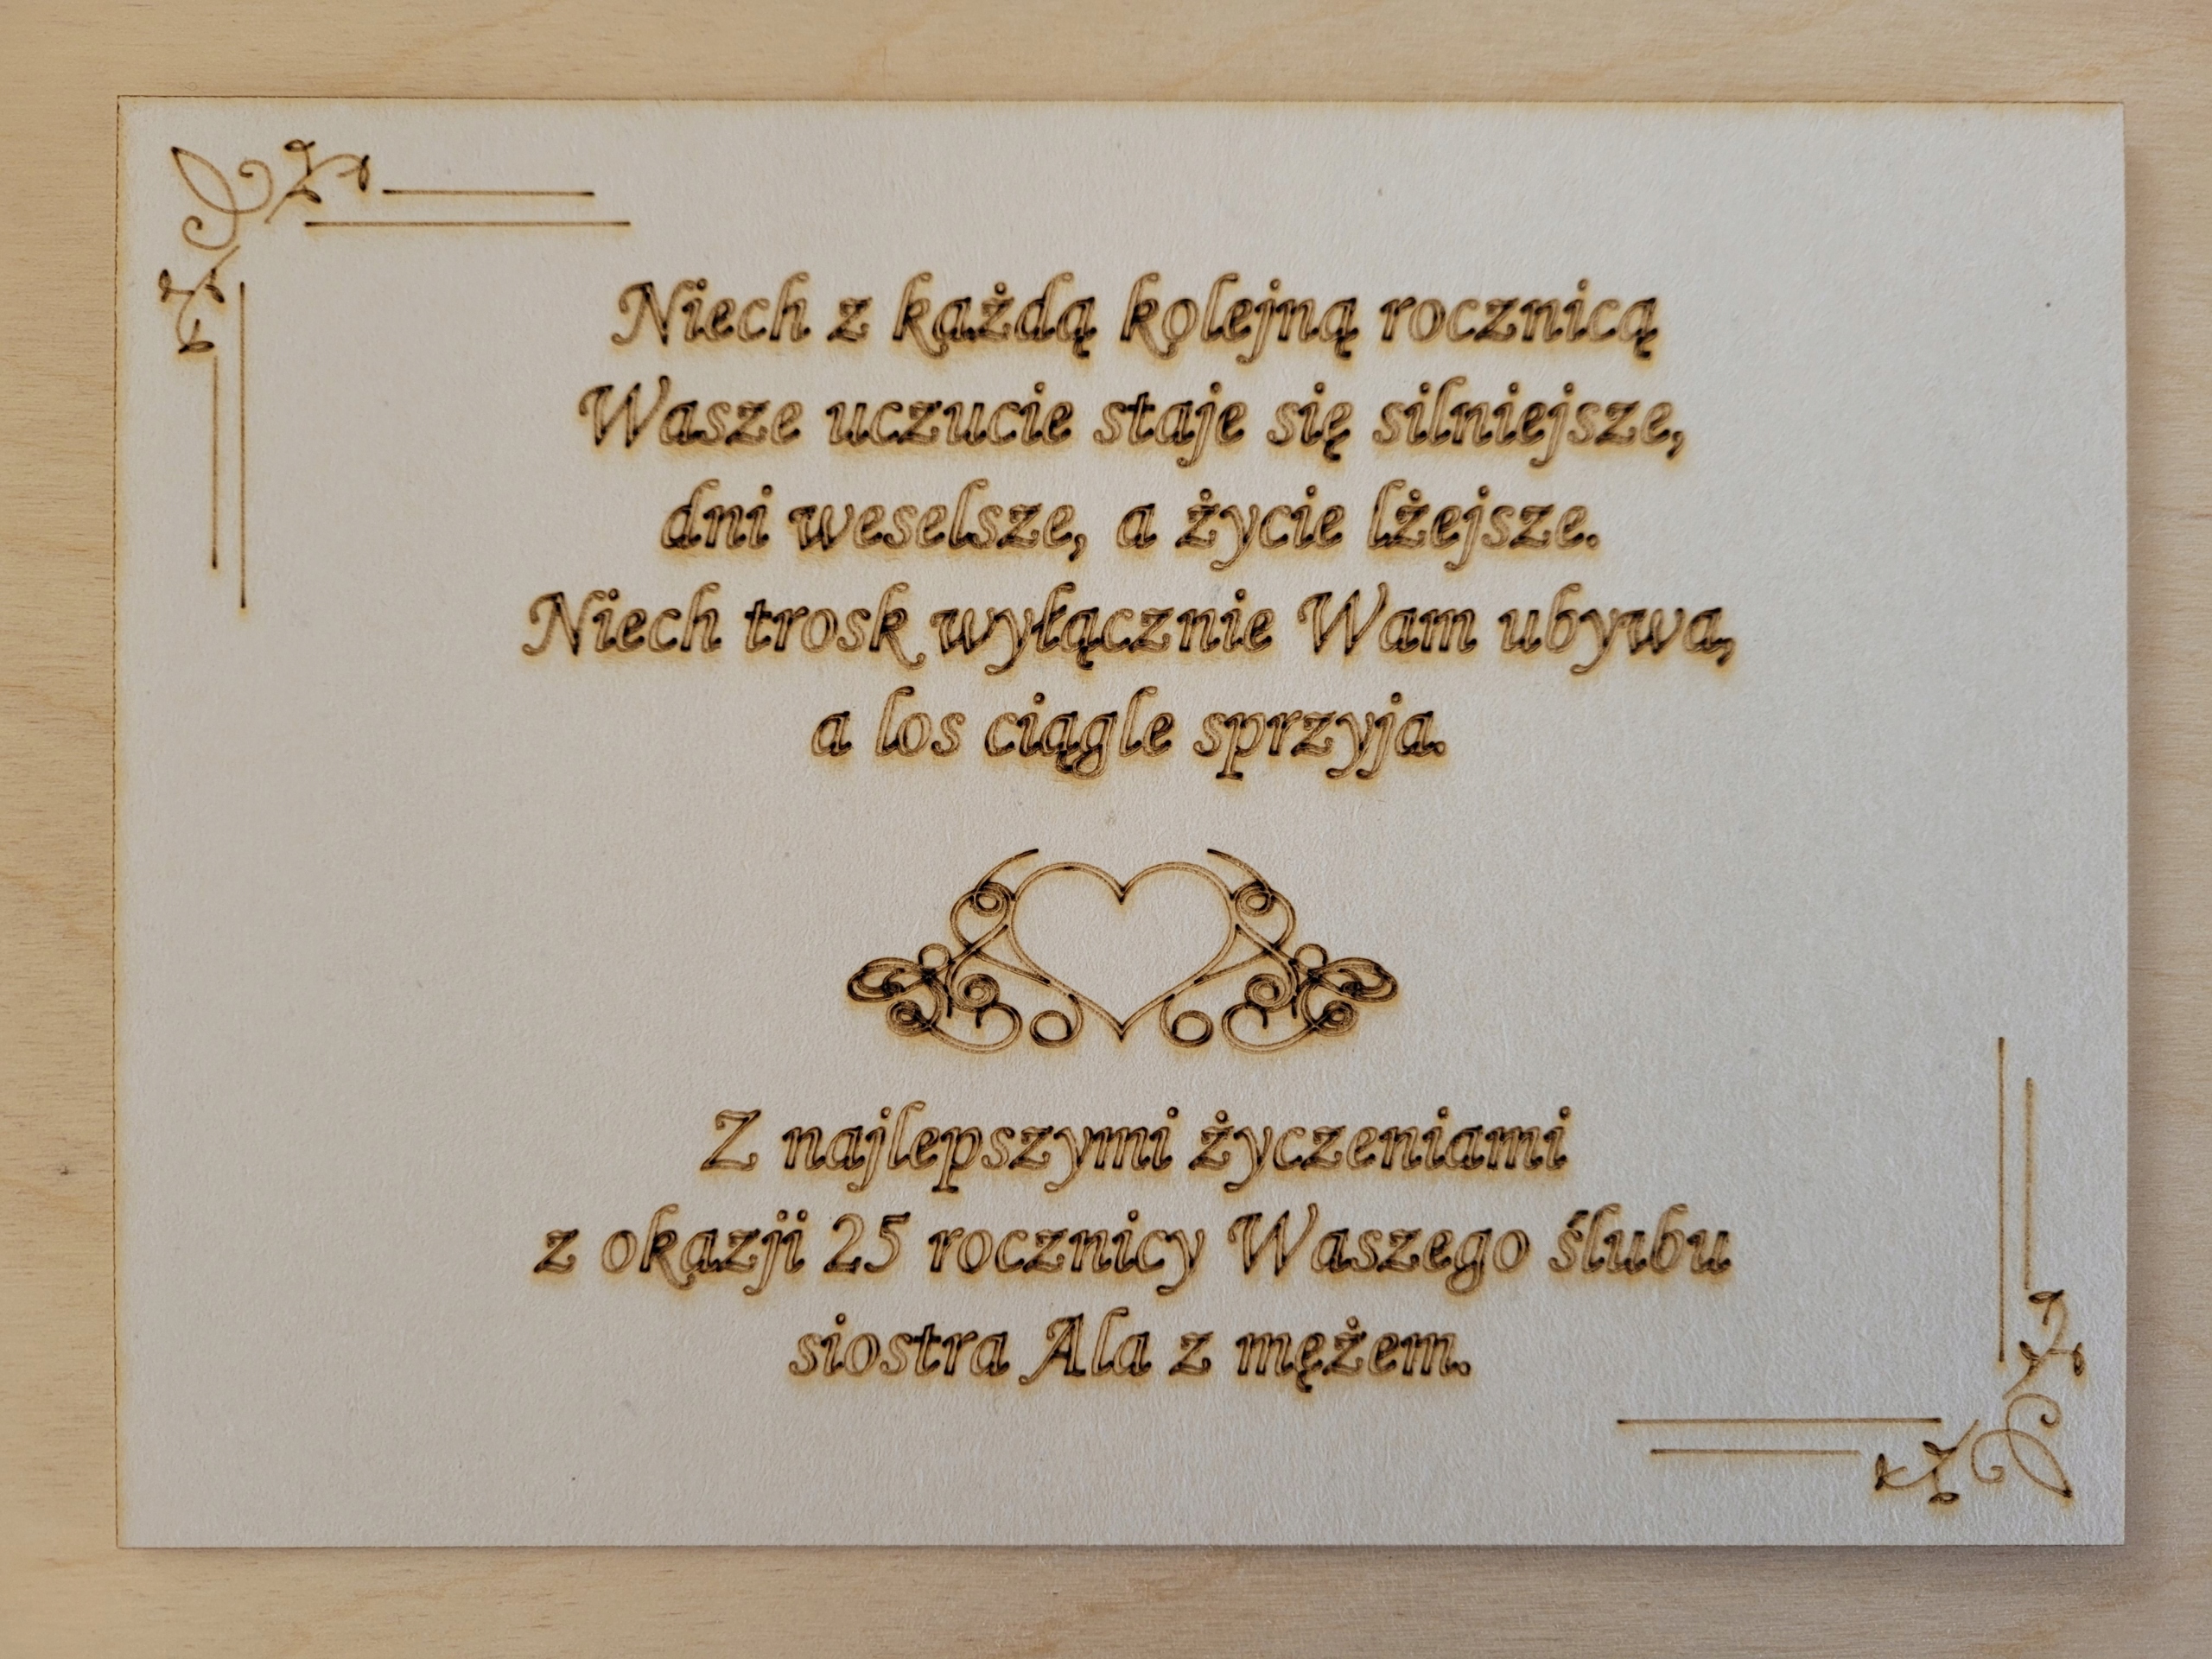 Niech z każdą kolejną rocznicą
Wasze uczucie staje się silniejsze,
dni weselsze, a życie lżejsze.
Niech trosk wyłącznie Wam ubywa,
a los ciągle sprzyja.
Z najlepszymi życzeniami
z okazji 25 rocznicy Waszego ślubu
siostra Ala z mężem.